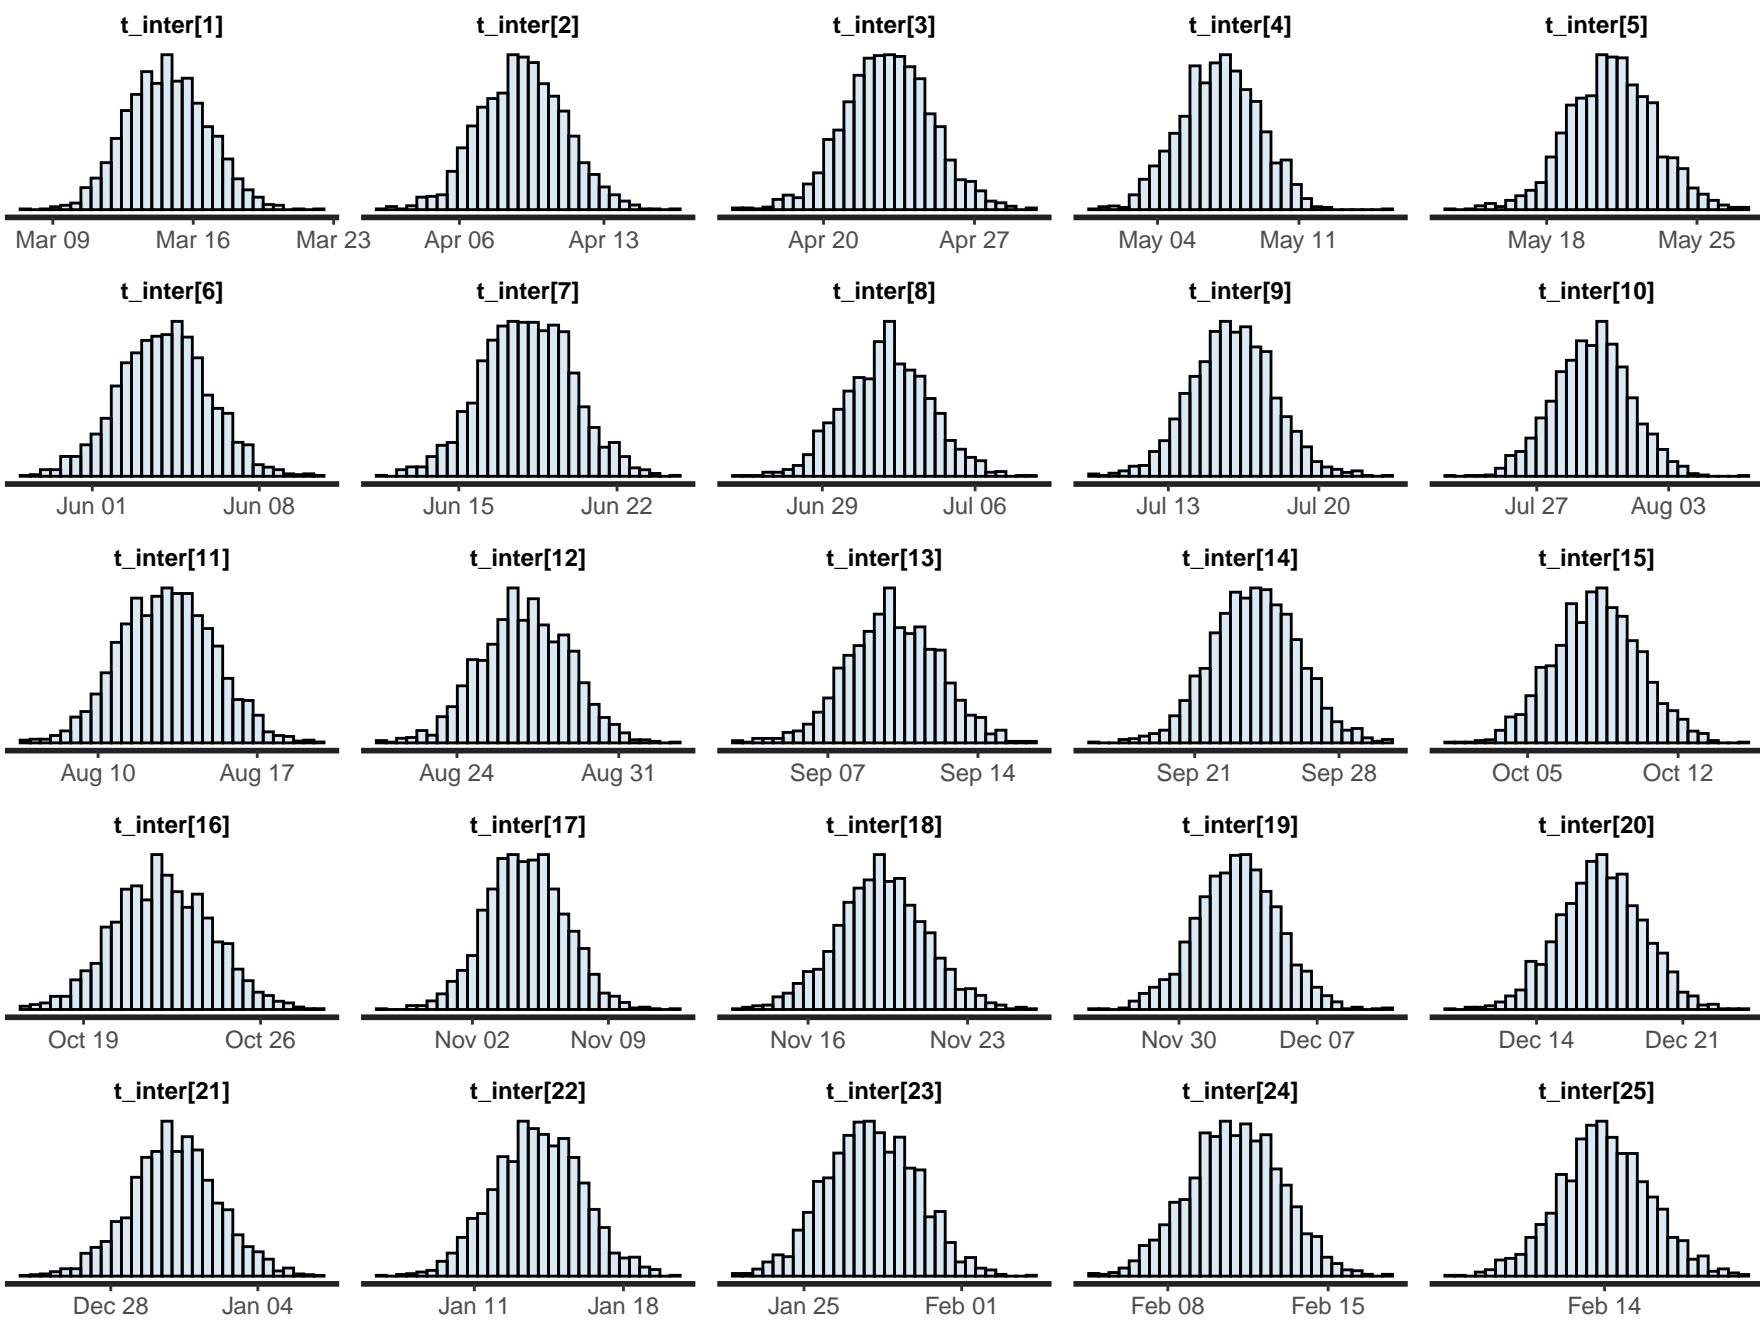 t_inter[1] t_inter[2] t_inter[3] t_inter[4] t_inter[5]
Mar 09 Mar 16 Mar 23 Apr 06 Apr 13 Apr 20 Apr 27 May 04 May 11 May 18 May 25
t_inter[6] t_inter[7] t_inter[8] t_inter[9] t_inter[10]
Jun 01 Jun 08 Jun 15 Jun 22 Jun 29 Jul 06 Jul 13 Jul 20 Jul 27 Aug 03
t_inter[11] t_inter[12] t_inter[13] t_inter[14] t_inter[15]
Aug 10 Aug 17 Aug 24 Aug 31 Sep 07 Sep 14 Sep 21 Sep 28 Oct 05 Oct 12
t_inter[16] t_inter[17] t_inter[18] t_inter[19] t_inter[20]
Oct 19 Oct 26 Nov 02 Nov 09 Nov 16 Nov 23 Nov 30 Dec 07 Dec 14 Dec 21
t_inter[21] t_inter[22] t_inter[23] t_inter[24] t_inter[25]
Dec 28 Jan 04 Jan 11 Jan 18 Jan 25 Feb 01 Feb 08 Feb 15 Feb 14